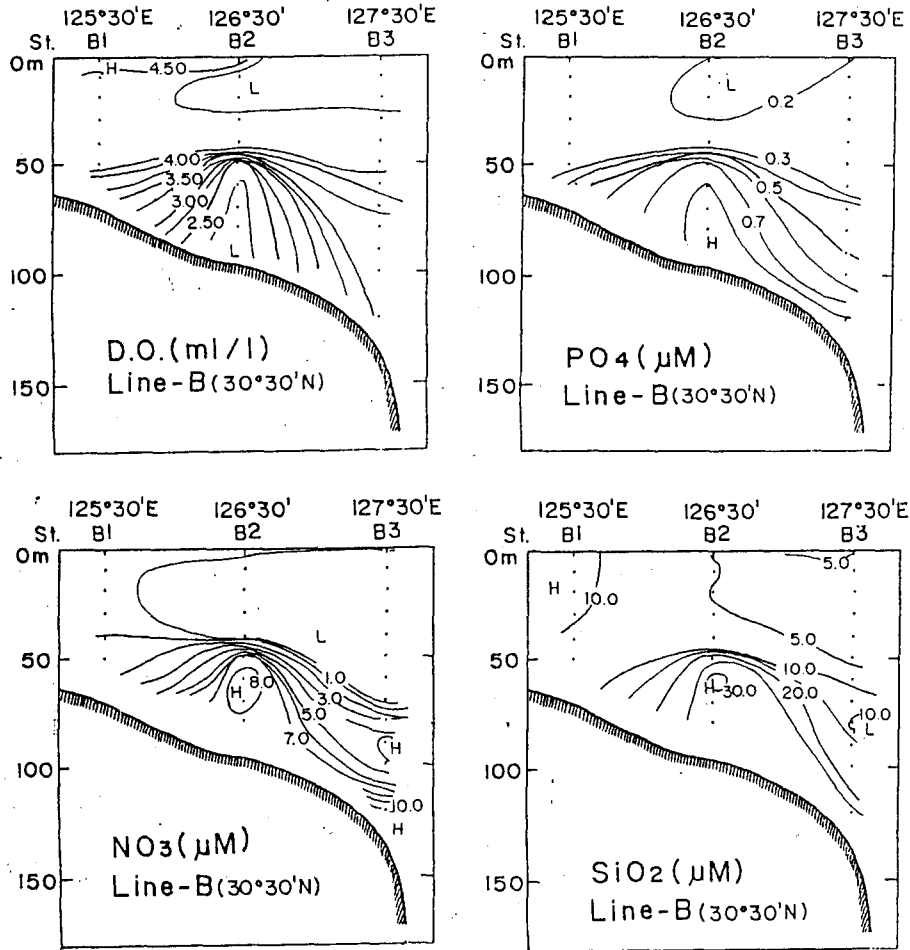 125°30'E 126°30' 127°30'E
St. B1 B2 B3
0m
50
100
150
H 4.50
L
4.00
3.50
3.00
2.50
L
D.O.(ml/l)
Line-B(30°30'N)
125°30'E 126°30' 127°30'E
St. B1 B2 B3
0m
50
100
150
L
0.2
0.3
0.5
0.7
H
PO4(μM)
Line-B(30°30'N)
125°30'E 126°30' 127°30'E
St. B1 B2 B3
0m
50
100
150
L
1.0
H 8.0
3.0
5.0
7.0
H
10.0
H
NO3(μM)
Line-B(30°30'N)
125°30'E 126°30' 127°30'E
St. B1 B2 B3
0m
50
100
150
5.0
H
10.0
5.0
10.0
H 30.0
20.0
10.0
L
SiO2(μM)
Line-B(30°30'N)